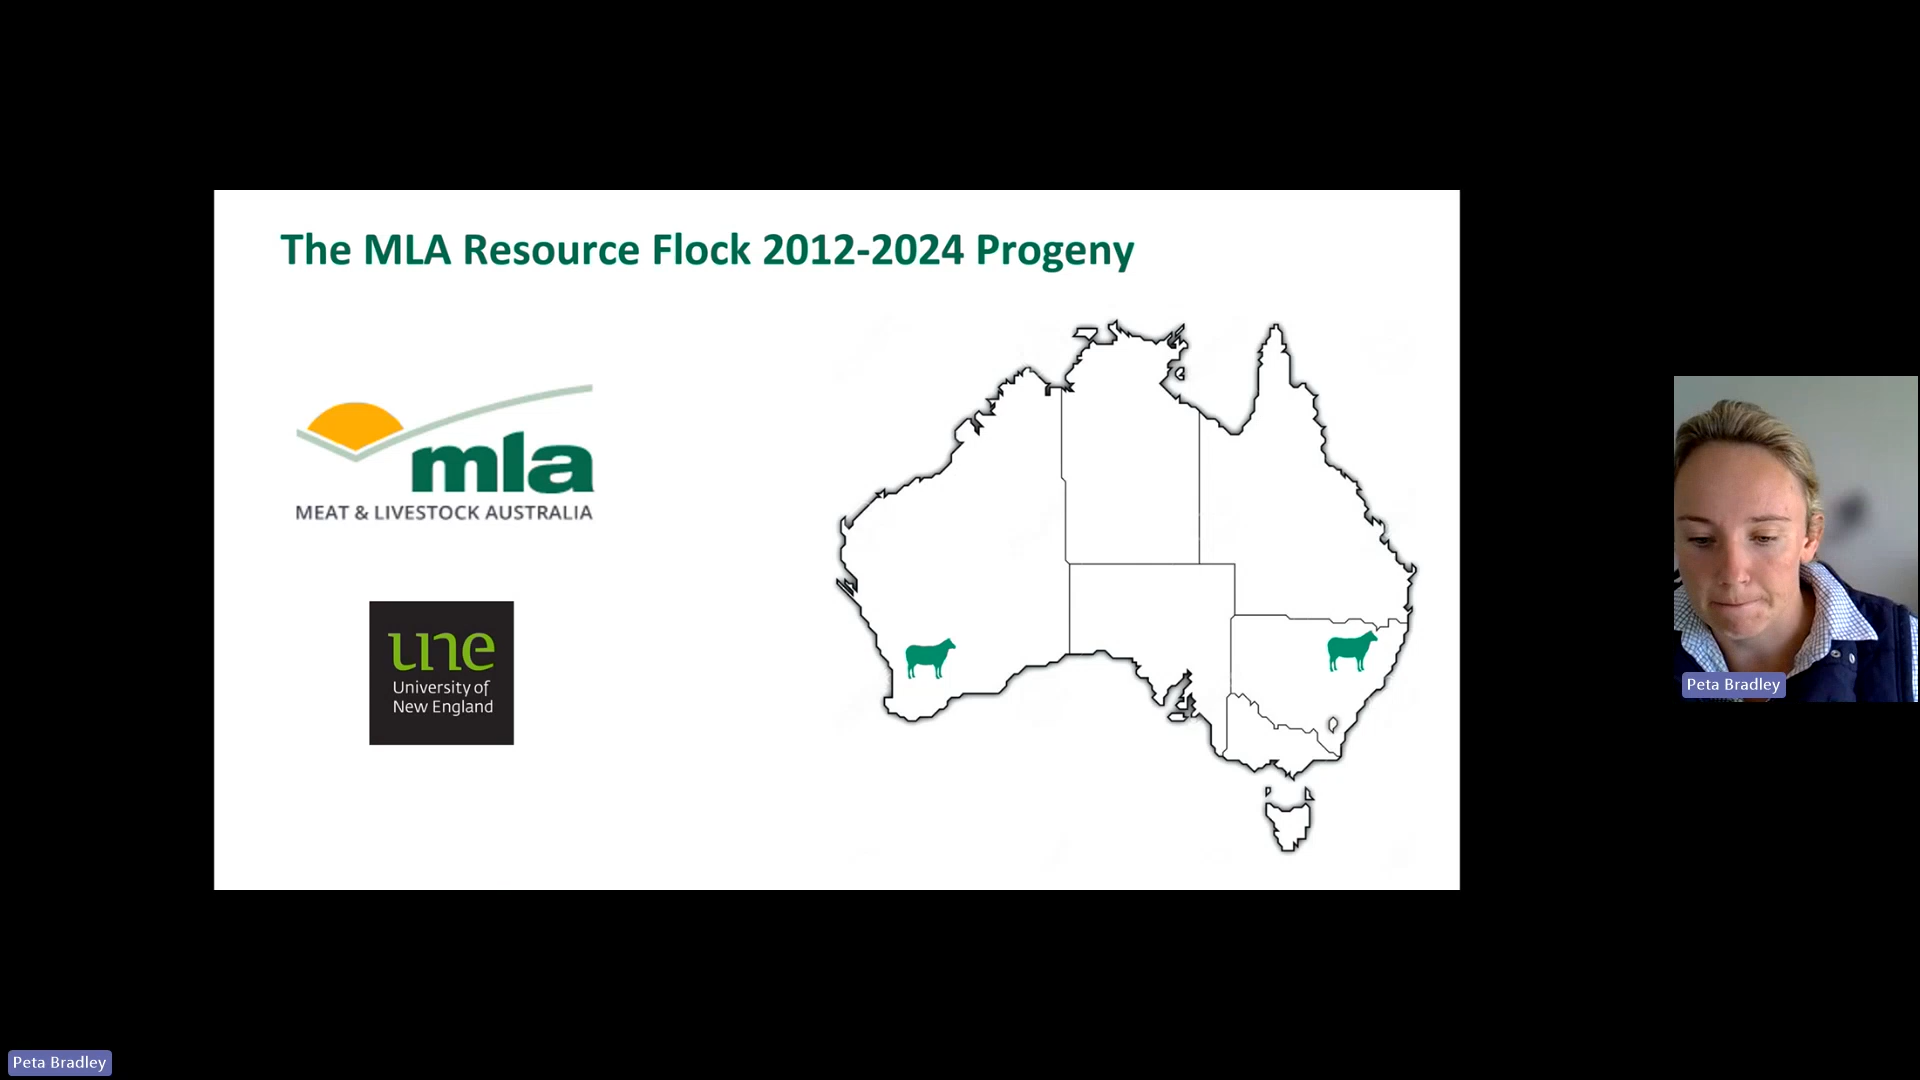 The MLA Resource Flock 2012-2024 Progeny
mla
MEAT & LIVESTOCK AUSTRALIA
une
University of
New England
Peta Bradley
Peta Bradley